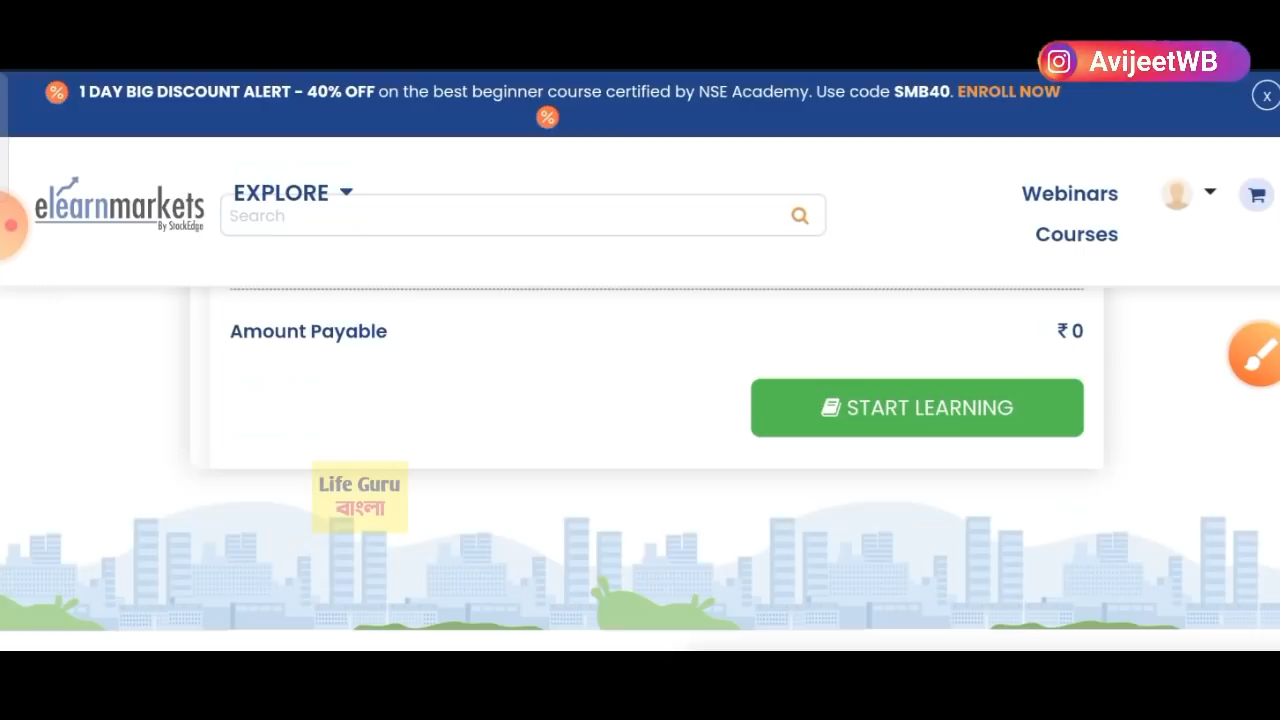 AvijeetWB
1 DAY BIG DISCOUNT ALERT - 40% OFF on the best beginner course certified by NSE Academy. Use code SMB40. ENROLL NOW
x
EXPLORE
Webinars
elearnmarkets
By StockEdge
Search
Courses
Amount Payable
₹ 0
START LEARNING
Life Guru
বাংলা